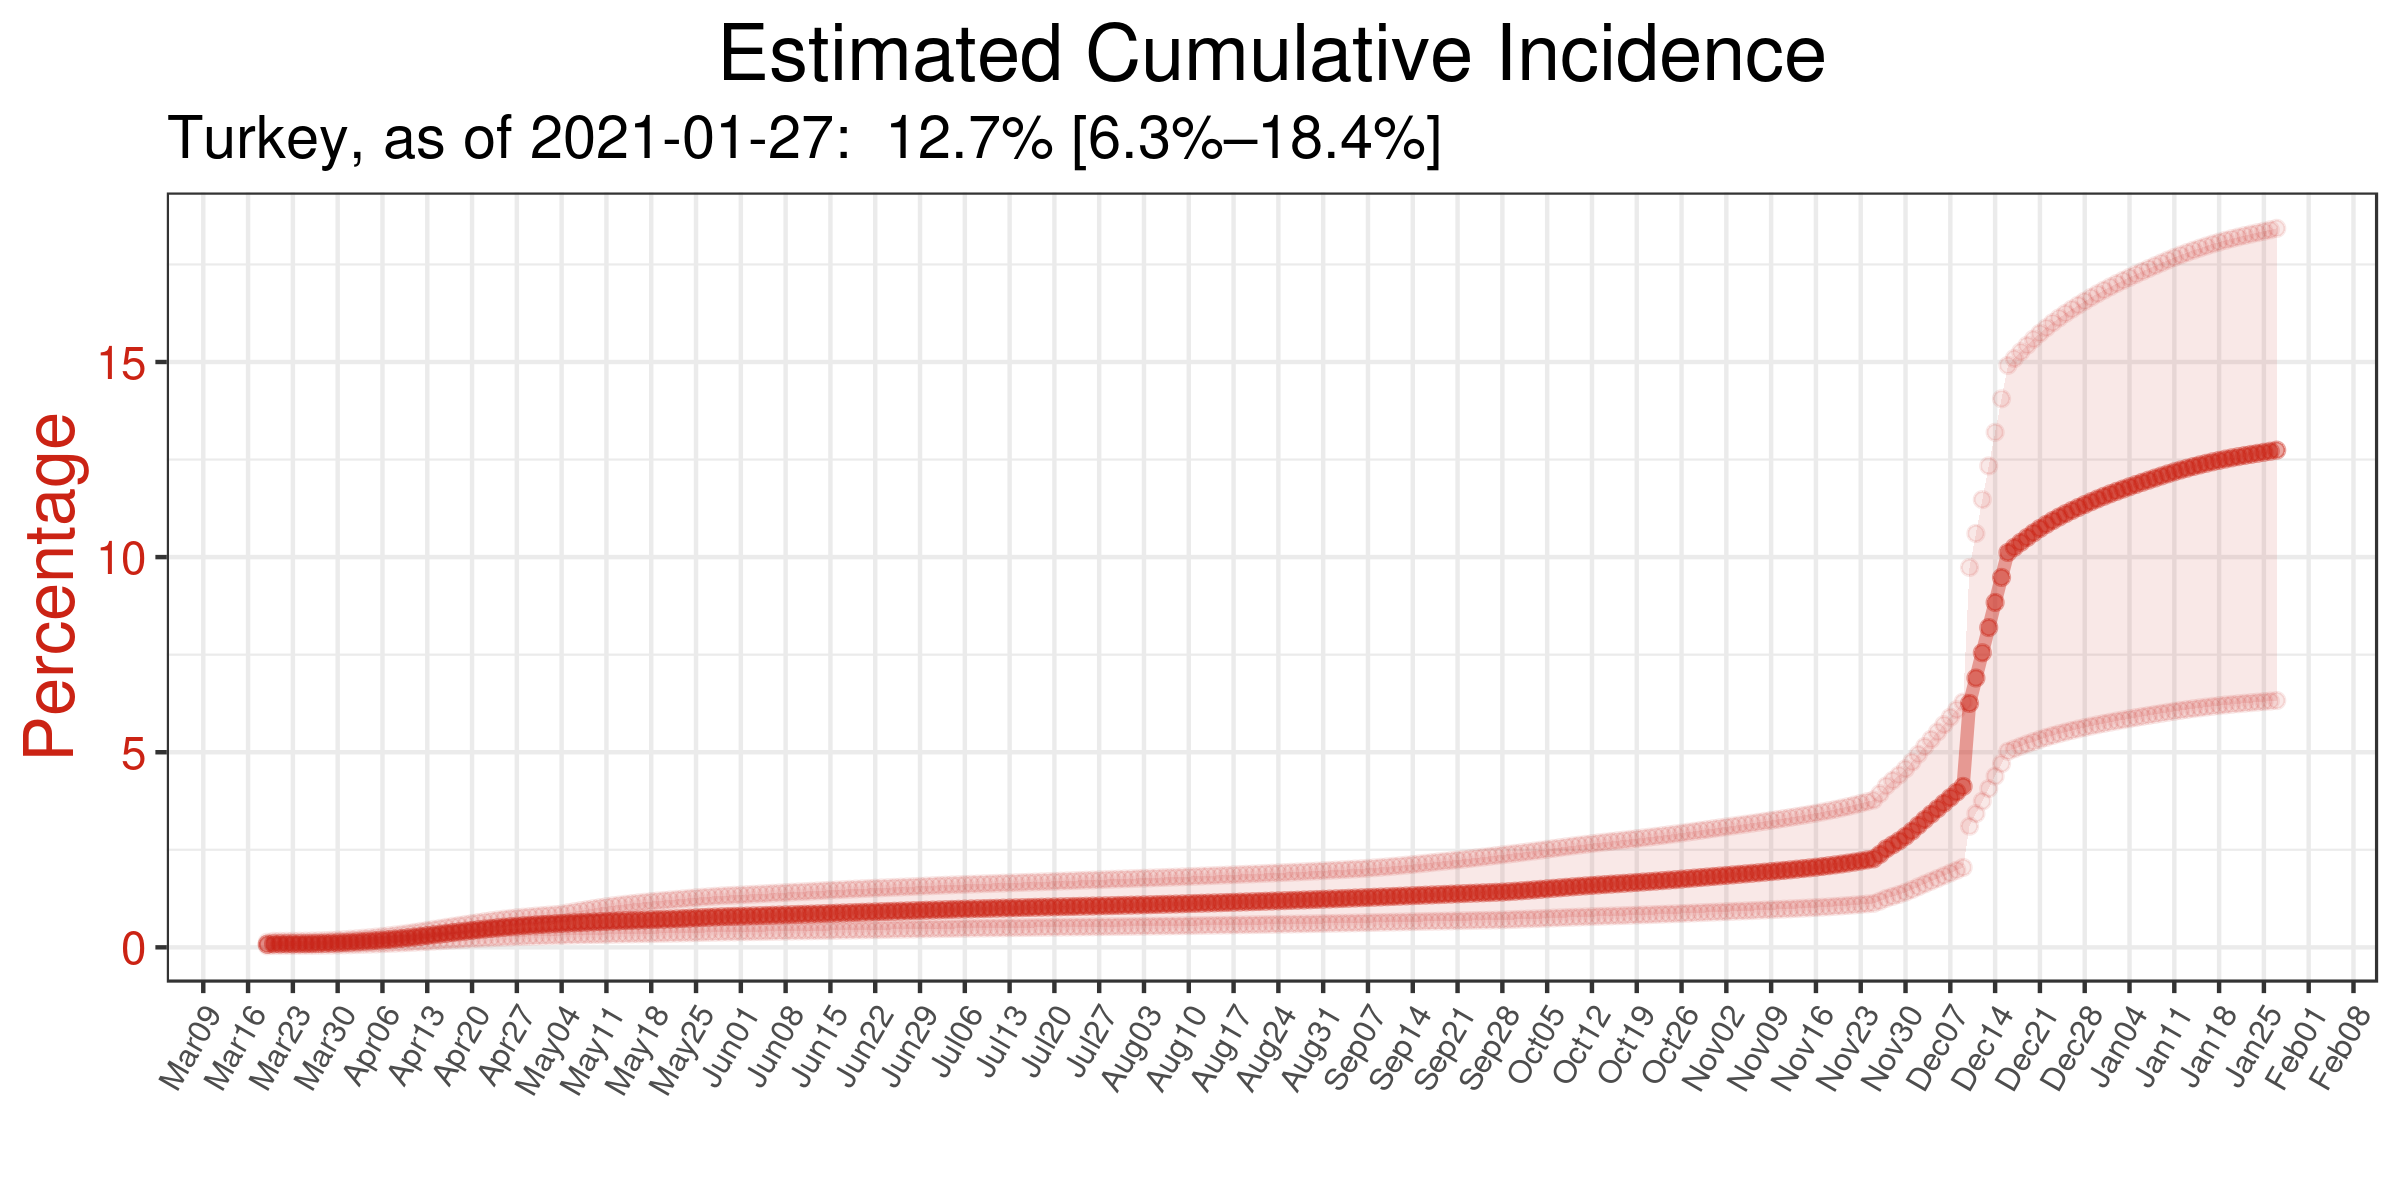 Estimated Cumulative Incidence
Turkey, as of 2021-01-27:  12.7% [6.3%–18.4%]
Percentage
15
10
5
0
Mar09
Mar16
Mar23
Mar30
Apr06
Apr13
Apr20
Apr27
May04
May11
May18
May25
Jun01
Jun08
Jun15
Jun22
Jun29
Jul06
Jul13
Jul20
Jul27
Aug03
Aug10
Aug17
Aug24
Aug31
Sep07
Sep14
Sep21
Sep28
Oct05
Oct12
Oct19
Oct26
Nov02
Nov09
Nov16
Nov23
Nov30
Dec07
Dec14
Dec21
Dec28
Jan04
Jan11
Jan18
Jan25
Feb01
Feb08